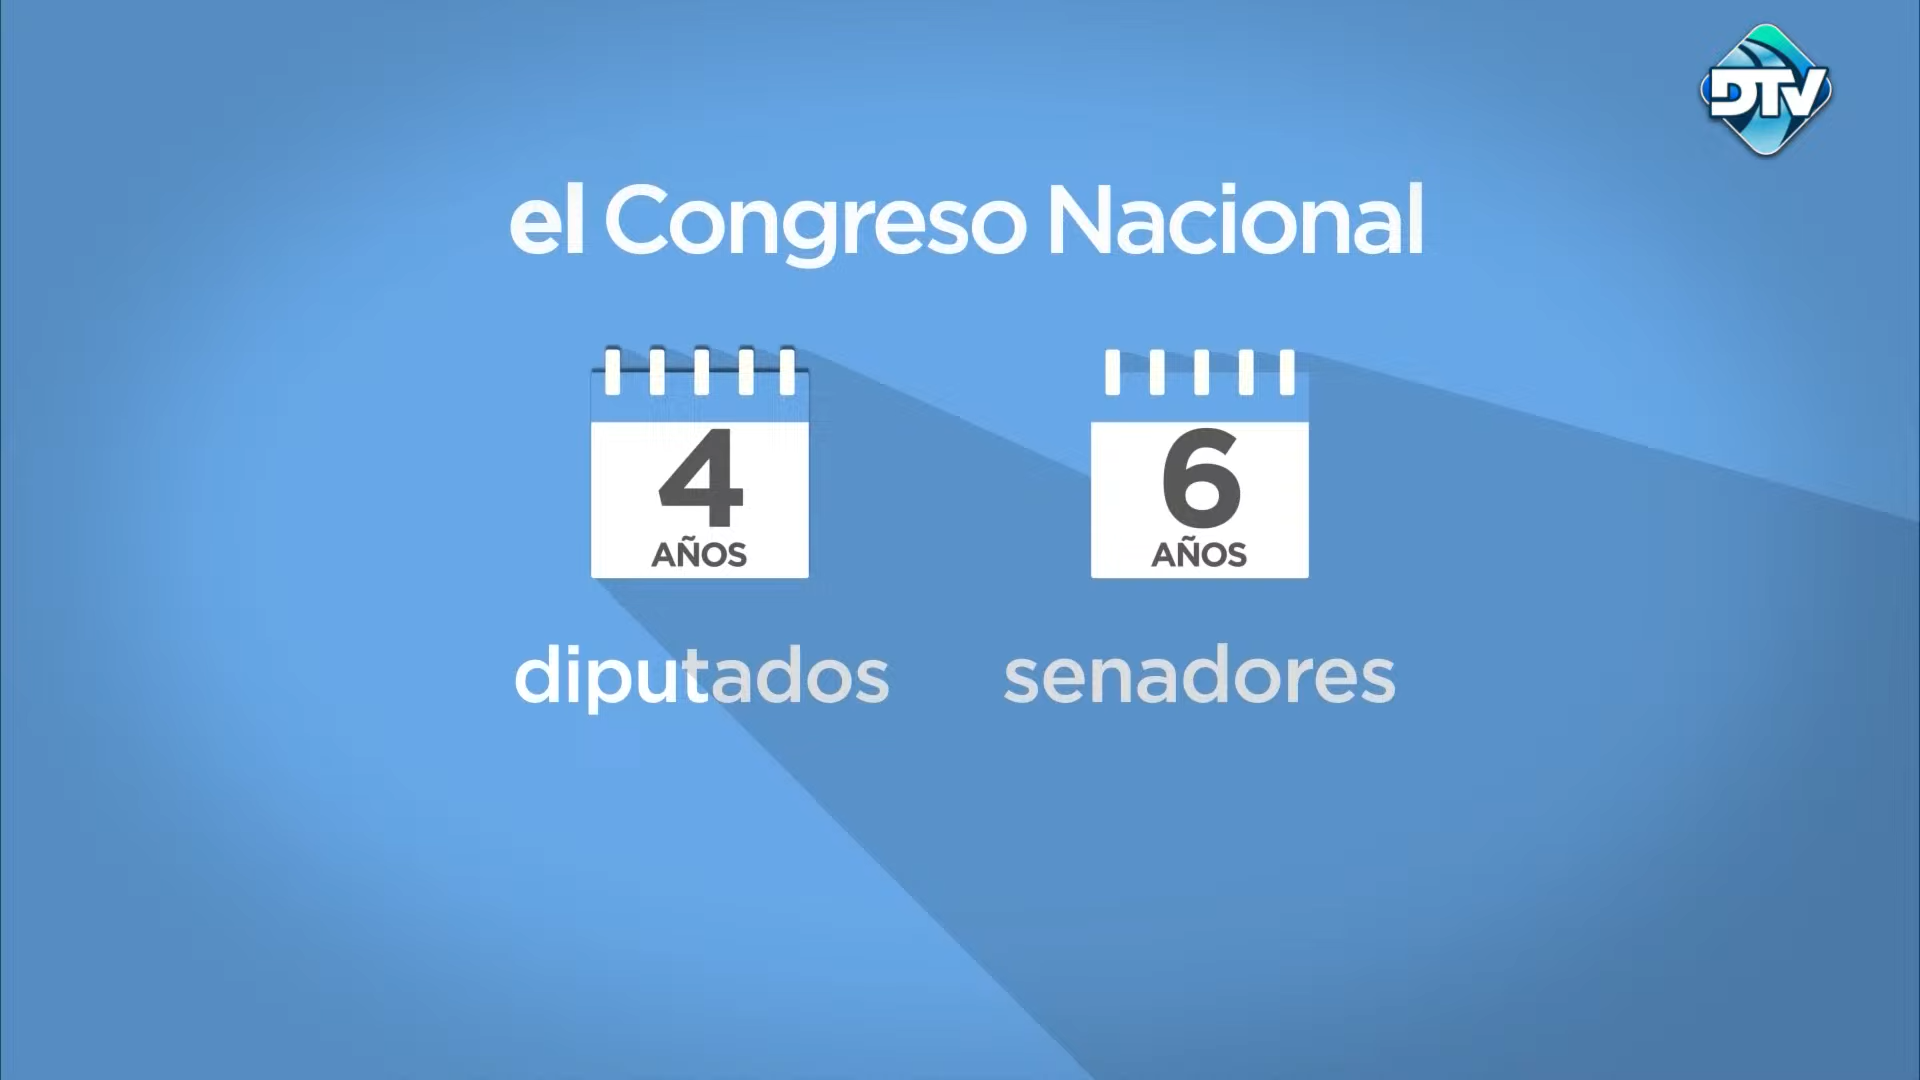 DTV
el Congreso Nacional
4
AÑOS
6
AÑOS
diputados
senadores